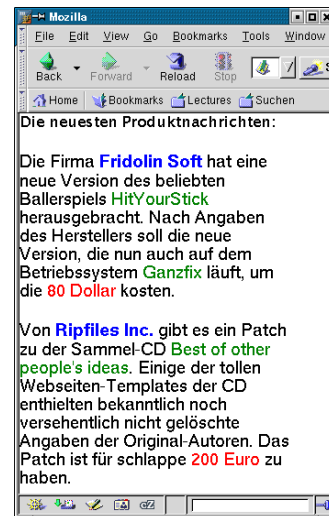 Mozilla
File Edit View Go Bookmarks Tools Window
Back Forward Reload Stop
Home Bookmarks Lectures Suchen
Die neuesten Produktnachrichten:
Die Firma Fridolin Soft hat eine
neue Version des beliebten
Ballerspiels HitYourStick
herausgebracht. Nach Angaben
des Herstellers soll die neue
Version, die nun auch auf dem
Betriebssystem Ganzfix läuft, um
die 80 Dollar kosten.
Von Ripfiles Inc. gibt es ein Patch
zu der Sammel-CD Best of other
people's ideas. Einige der tollen
Webseiten-Templates der CD
enthielten bekanntlich noch
versehentlich nicht gelöschte
Angaben der Original-Autoren. Das
Patch ist für schlappe 200 Euro zu
haben.